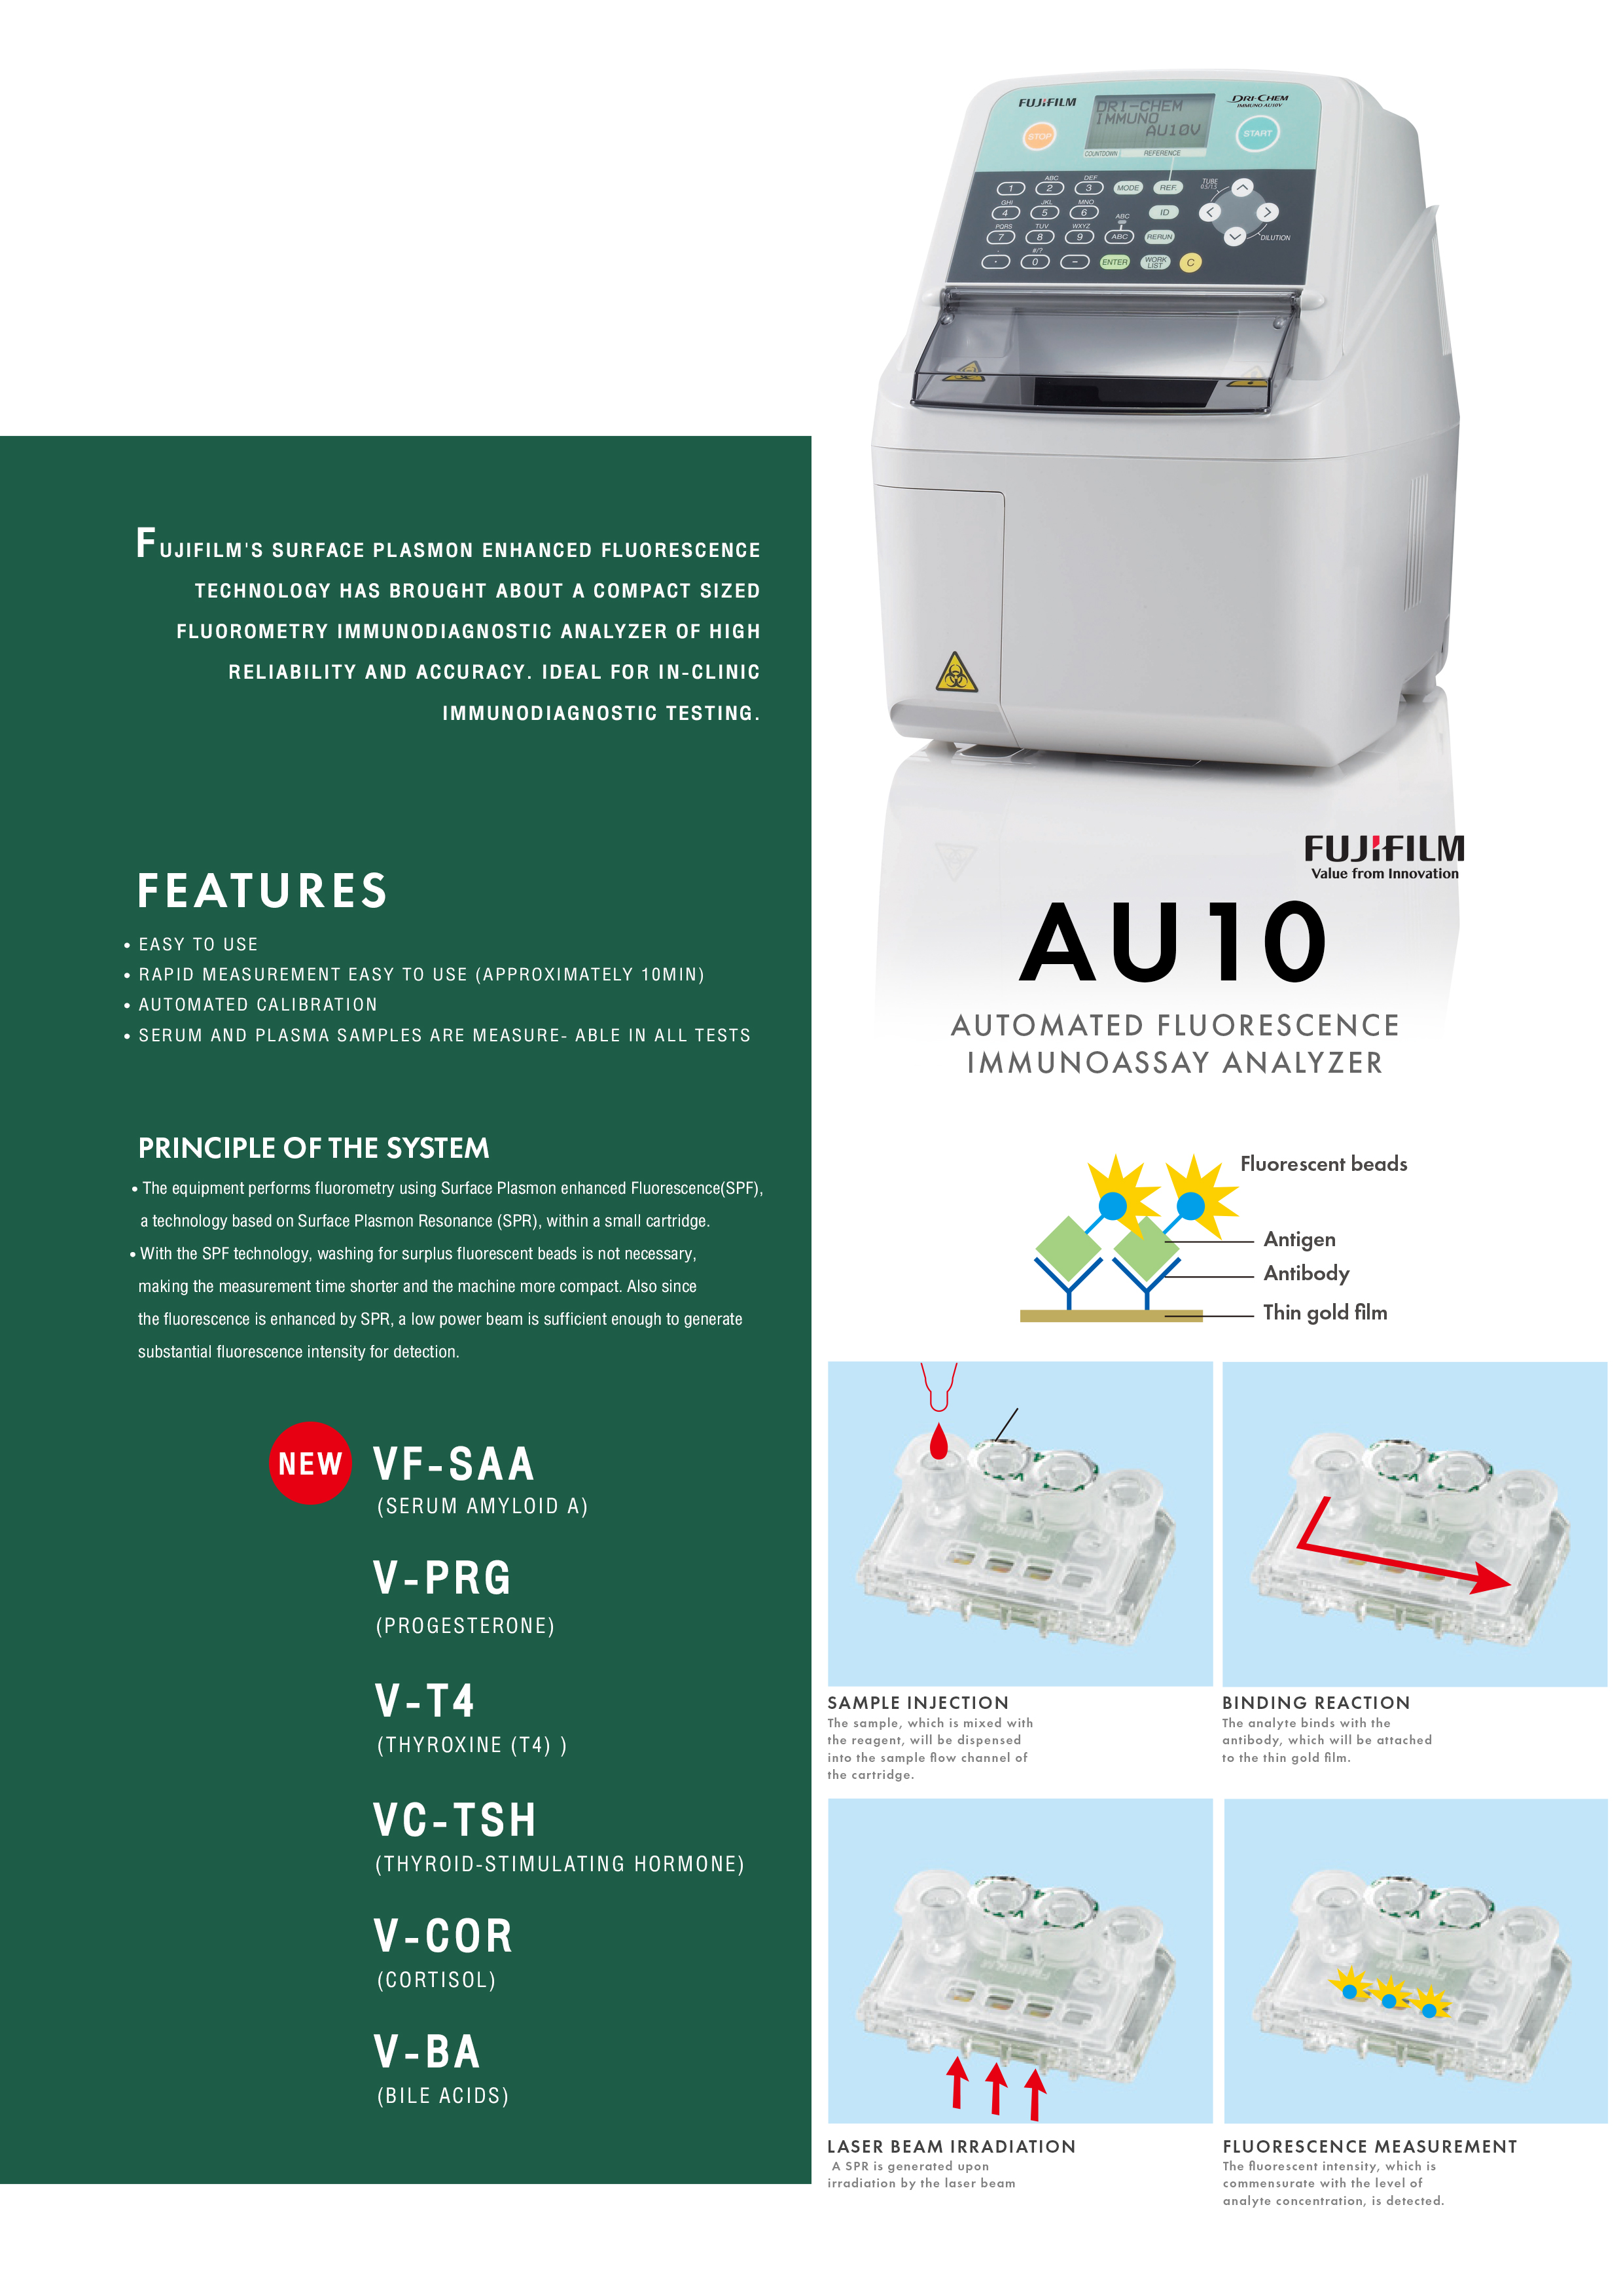 FUJIFILM
DRI-CHEM
IMMUNO AU10V
DRI-CHEM
IMMUNO
AU10V
STOP
START
COUNTDOWN
REFERENCE
ABC
DEF
1
2
3
MODE
REF.
TUBE
0.5/1.5
GHI
JKL
MNO
4
5
6
ABC
ID
PQRS
TUV
WXYZ
7
8
9
ABC
RERUN
DILUTION
#/?
0
ENTER
WORK
LIST
C
FUJIFILM'S SURFACE PLASMON ENHANCED FLUORESCENCE
TECHNOLOGY HAS BROUGHT ABOUT A COMPACT SIZED
FLUOROMETRY IMMUNODIAGNOSTIC ANALYZER OF HIGH
RELIABILITY AND ACCURACY. IDEAL FOR IN-CLINIC
IMMUNODIAGNOSTIC TESTING.
FUJIFILM
Value from Innovation
AU10
AUTOMATED FLUORESCENCE
IMMUNOASSAY ANALYZER
FEATURES
• EASY TO USE
• RAPID MEASUREMENT EASY TO USE (APPROXIMATELY 10MIN)
• AUTOMATED CALIBRATION
• SERUM AND PLASMA SAMPLES ARE MEASURE- ABLE IN ALL TESTS
PRINCIPLE OF THE SYSTEM
• The equipment performs fluorometry using Surface Plasmon enhanced Fluorescence(SPF),
a technology based on Surface Plasmon Resonance (SPR), within a small cartridge.
• With the SPF technology, washing for surplus fluorescent beads is not necessary,
making the measurement time shorter and the machine more compact. Also since
the fluorescence is enhanced by SPR, a low power beam is sufficient enough to generate
substantial fluorescence intensity for detection.
NEW
VF-SAA
(SERUM AMYLOID A)
V-PRG
(PROGESTERONE)
V-T4
(THYROXINE (T4) )
VC-TSH
(THYROID-STIMULATING HORMONE)
V-COR
(CORTISOL)
V-BA
(BILE ACIDS)
Fluorescent beads
Antigen
Antibody
Thin gold film
SAMPLE INJECTION
The sample, which is mixed with
the reagent, will be dispensed
into the sample flow channel of
the cartridge.
BINDING REACTION
The analyte binds with the
antibody, which will be attached
to the thin gold film.
LASER BEAM IRRADIATION
A SPR is generated upon
irradiation by the laser beam
FLUORESCENCE MEASUREMENT
The fluorescent intensity, which is
commensurate with the level of
analyte concentration, is detected.